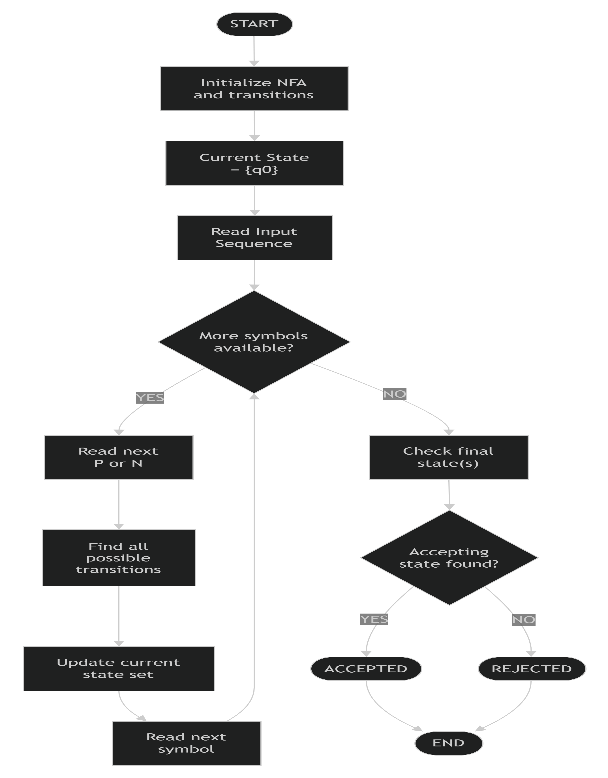 START
Initialize NFA
and transitions
Current State
= {q0}
Read Input
Sequence
More symbols
available?
YES
NO
Read next
P or N
Check final
state(s)
Find all
possible
transitions
Accepting
state found?
YES
NO
Update current
state set
ACCEPTED
REJECTED
Read next
symbol
END